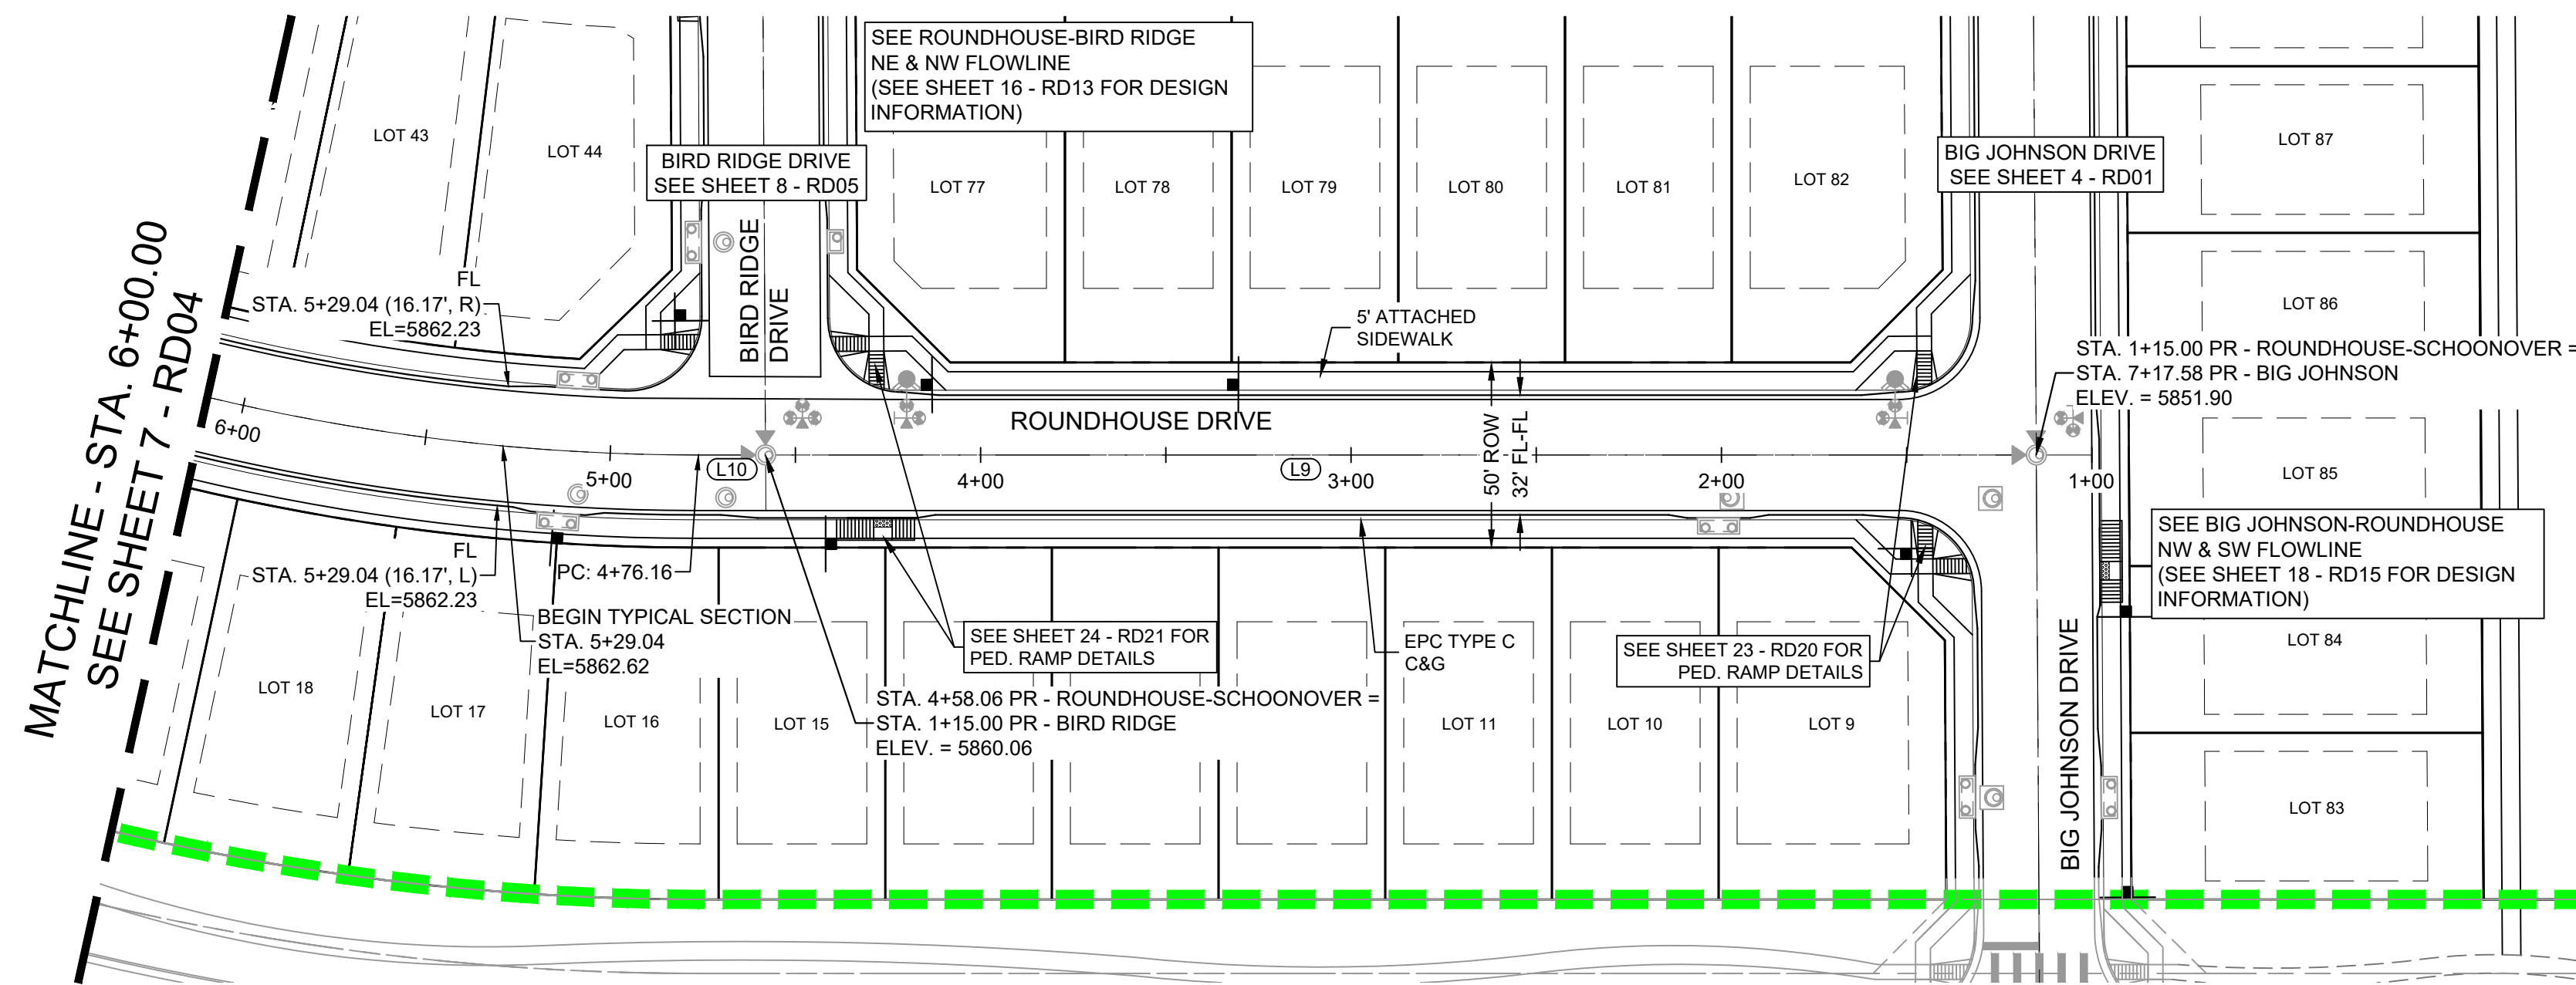 SEE ROUNDHOUSE-BIRD RIDGE
NE & NW FLOWLINE
(SEE SHEET 16 - RD13 FOR DESIGN
INFORMATION)
LOT 43
LOT 44
BIRD RIDGE DRIVE
SEE SHEET 8 - RD05
LOT 77
LOT 78
LOT 79
LOT 80
LOT 81
LOT 82
BIG JOHNSON DRIVE
SEE SHEET 4 - RD01
LOT 87
LOT 86
LOT 85
LOT 84
LOT 83
MATCHLINE - STA. 6+00.00
SEE SHEET 7 - RD04
FL
STA. 5+29.04 (16.17', R)
EL=5862.23
BIRD RIDGE
DRIVE
5' ATTACHED
SIDEWALK
STA. 1+15.00 PR - ROUNDHOUSE-SCHOONOVER =
STA. 7+17.58 PR - BIG JOHNSON
ELEV. = 5851.90
ROUNDHOUSE DRIVE
50' ROW
32' FL-FL
6+00
5+00
L10
4+00
L9
3+00
2+00
1+00
FL
STA. 5+29.04 (16.17', L)
EL=5862.23
PC: 4+76.16
BEGIN TYPICAL SECTION
STA. 5+29.04
EL=5862.62
SEE SHEET 24 - RD21 FOR
PED. RAMP DETAILS
EPC TYPE C
C&G
SEE SHEET 23 - RD20 FOR
PED. RAMP DETAILS
SEE BIG JOHNSON-ROUNDHOUSE
NW & SW FLOWLINE
(SEE SHEET 18 - RD15 FOR DESIGN
INFORMATION)
BIG JOHNSON DRIVE
STA. 4+58.06 PR - ROUNDHOUSE-SCHOONOVER =
STA. 1+15.00 PR - BIRD RIDGE
ELEV. = 5860.06
LOT 18
LOT 17
LOT 16
LOT 15
LOT 11
LOT 10
LOT 9